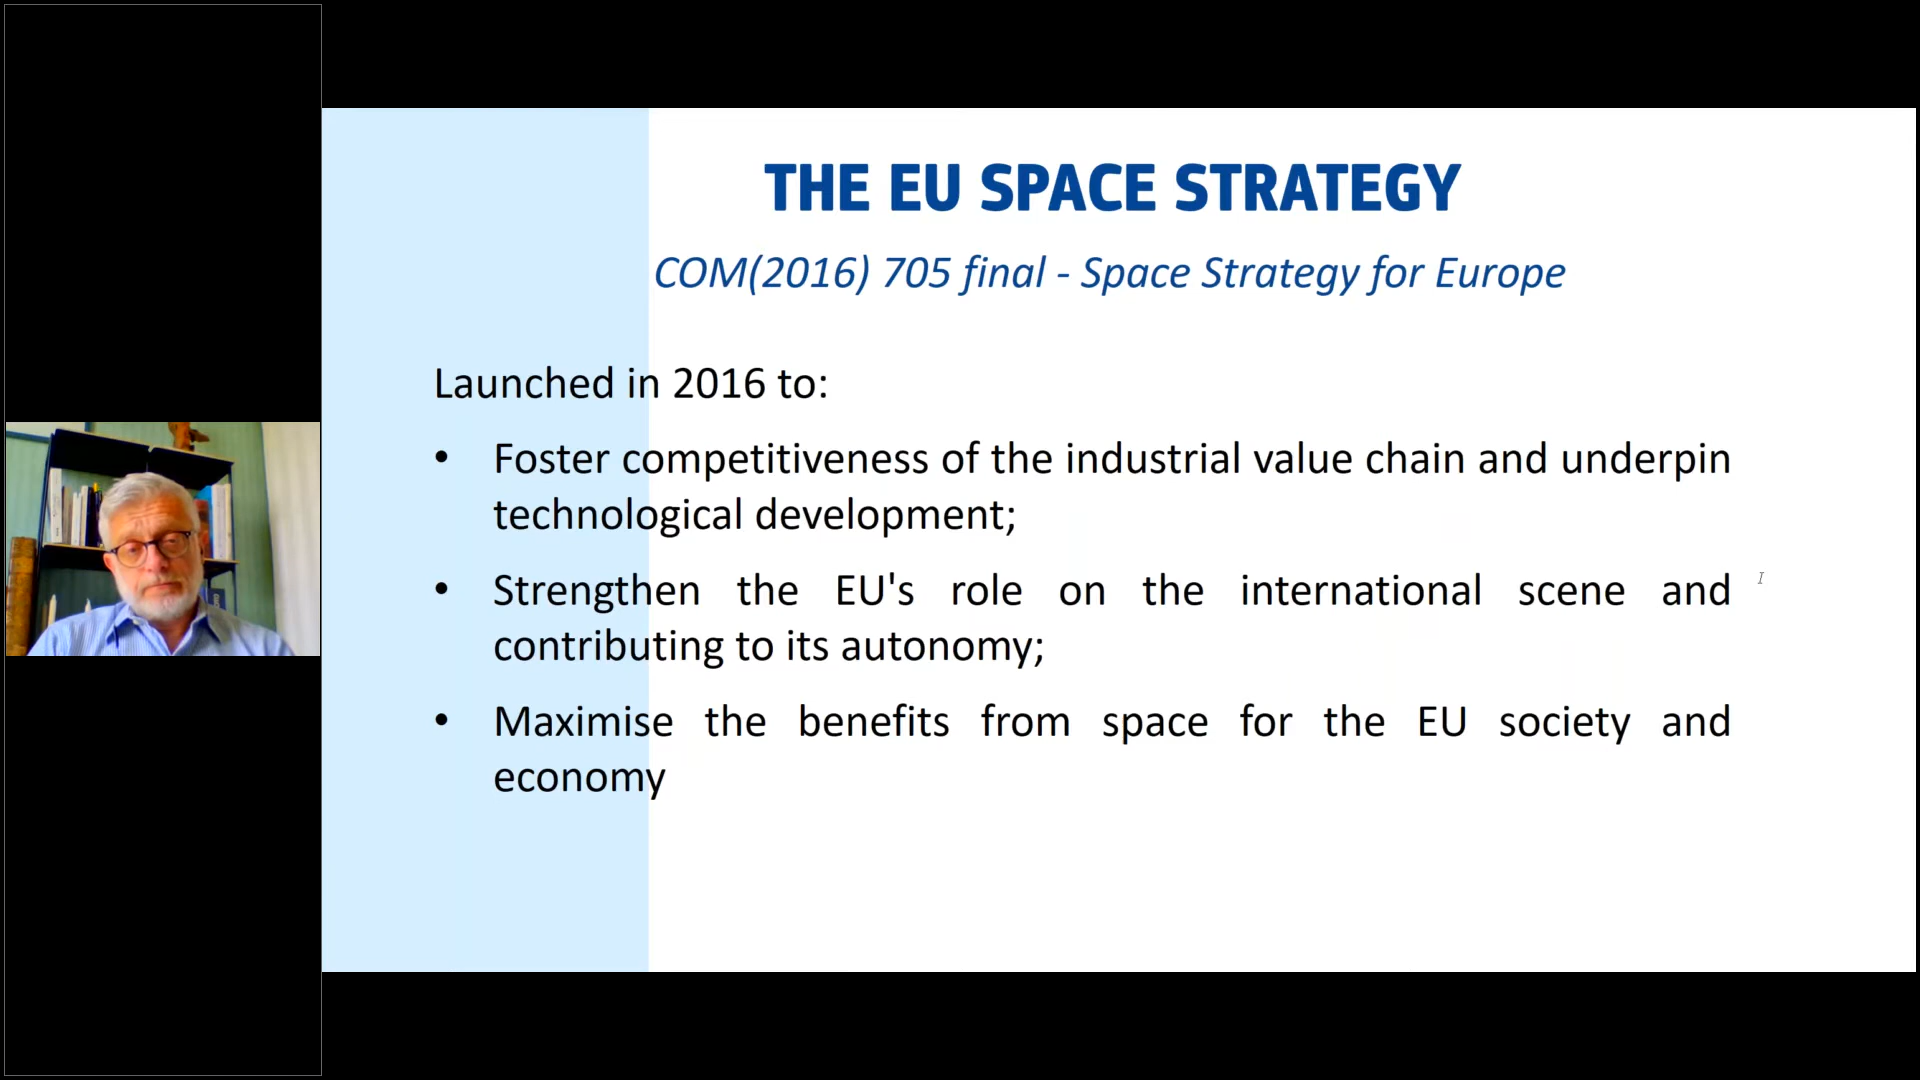 THE EU SPACE STRATEGY
COM(2016) 705 final - Space Strategy for Europe
Launched in 2016 to:
• Foster competitiveness of the industrial value chain and underpin
technological development;
• Strengthen the EU's role on the international scene and
contributing to its autonomy;
• Maximise the benefits from space for the EU society and
economy